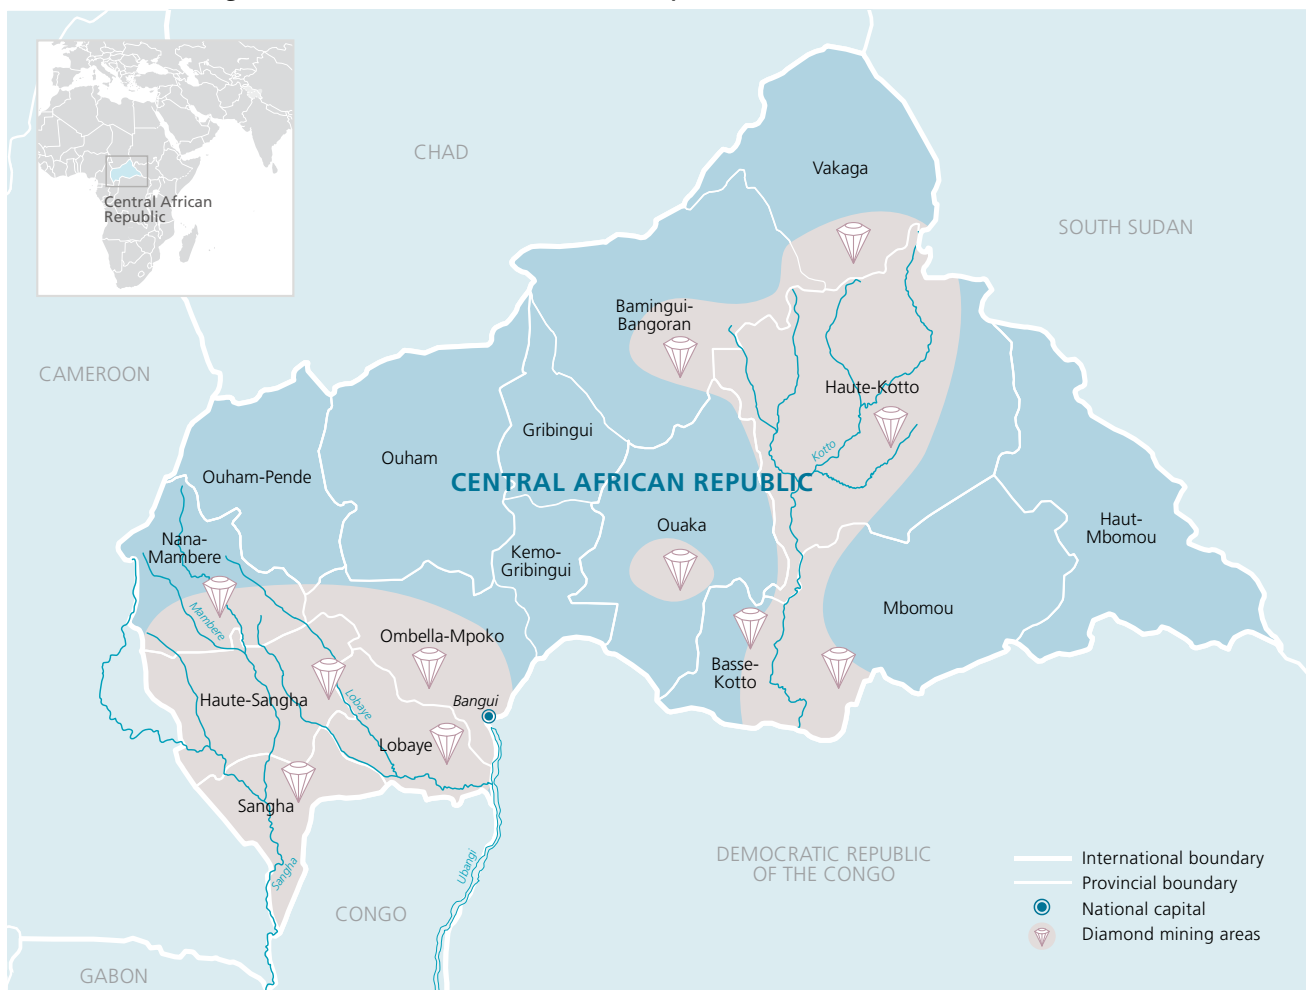 Central African
Republic
CHAD
Vakaga
SOUTH SUDAN
Bamingui-
Bangoran
CAMEROON
Haute-Kotto
Gribingui
Kotto
Ouham
Ouham-Pende
CENTRAL AFRICAN REPUBLIC
Ouaka
Haut-
Mbomou
Nana-
Mambere
Kemo-
Gribingui
Mbomou
Mambere
Ombella-Mpoko
Basse-
Kotto
Haute-Sangha
Lobaye
Bangui
Lobaye
Sangha
Sangha
Ubangi
DEMOCRATIC REPUBLIC
OF THE CONGO
CONGO
GABON
International boundary
Provincial boundary
National capital
Diamond mining areas